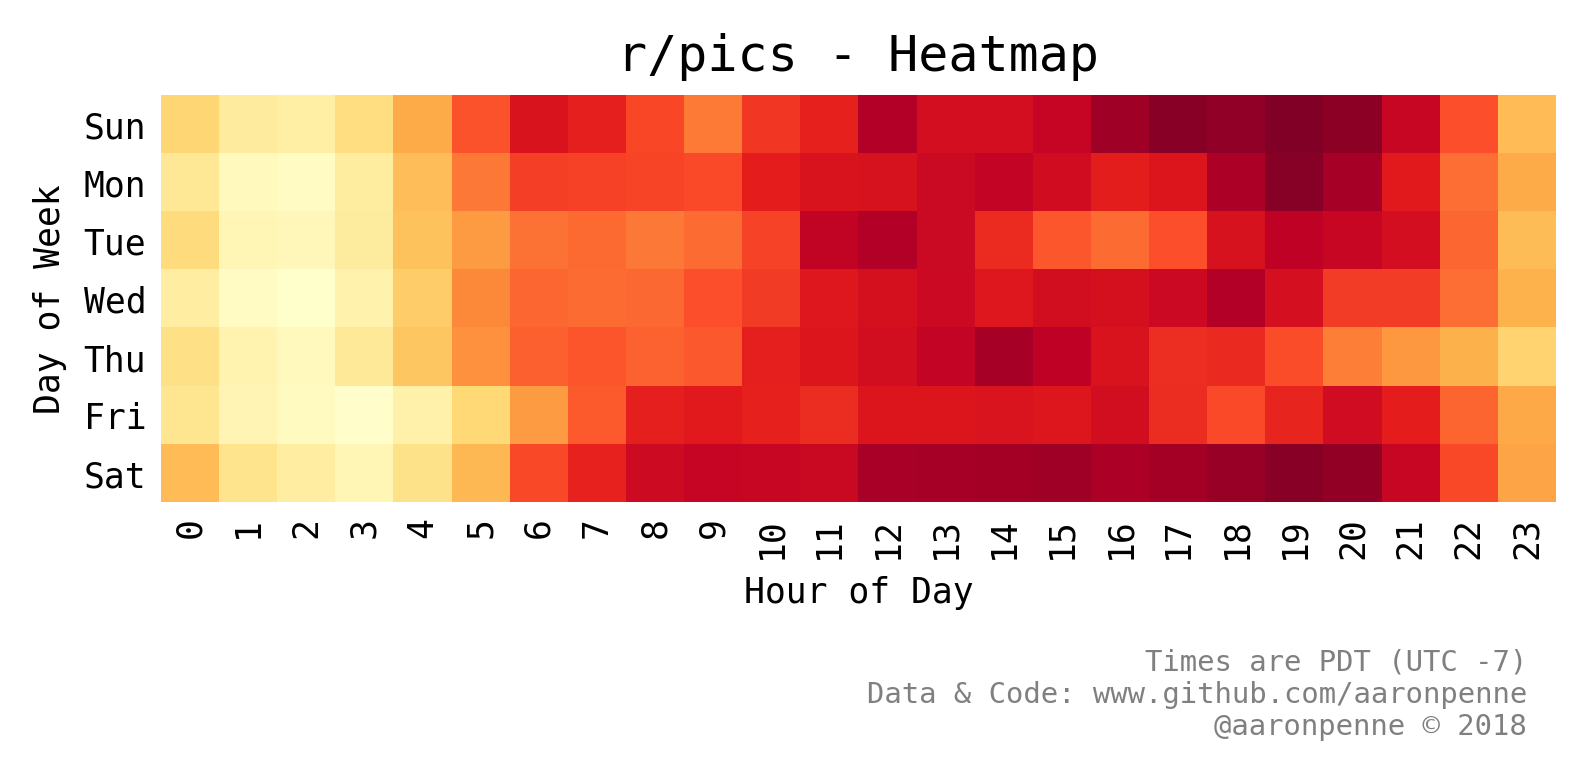 r/pics - Heatmap
Day of Week
Sun
Mon
Tue
Wed
Thu
Fri
Sat
0 1 2 3 4 5 6 7 8 9 10 11 12 13 14 15 16 17 18 19 20 21 22 23
Hour of Day
Times are PDT (UTC -7)
Data & Code: www.github.com/aaronpenne
@aaronpenne © 2018